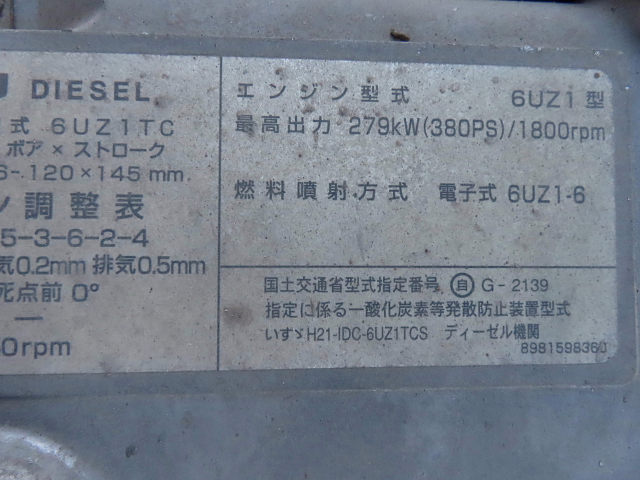 DIESEL
式 6UZ1TC
ボア×ストローク
6-120×145mm
ン調整表
5-3-6-2-4
気0.2mm 排気0.5mm
死点前 0°
—
0rpm
エンジン型式 6UZ1型
最高出力 279kW(380PS)/1800rpm
燃料噴射方式 電子式 6UZ1-6
国土交通省型式指定番号 自 G-2139
指定に係る一酸化炭素等発散防止装置型式
いすゞH21-IDC-6UZ1TCS ディーゼル機関
8981598360